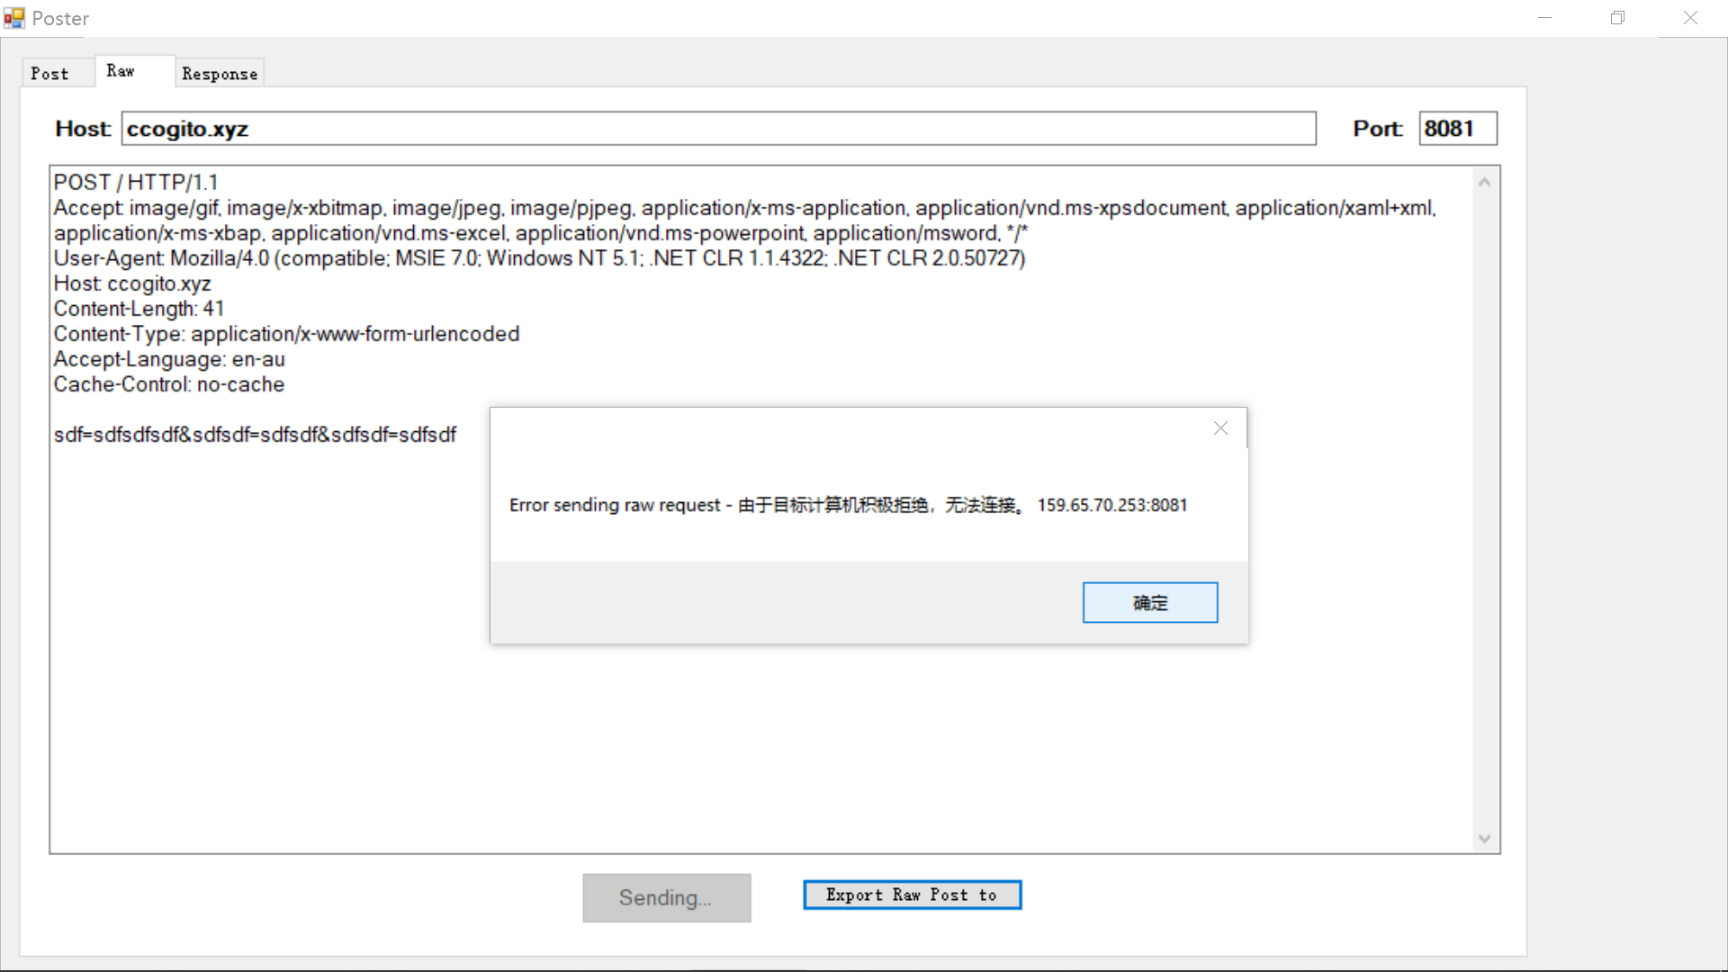 Poster
Post Raw Response
Host: ccogito.xyz Port: 8081
POST / HTTP/1.1
Accept: image/gif, image/x-xbitmap, image/jpeg, image/pjpeg, application/x-ms-application, application/vnd.ms-xpsdocument, application/xaml+xml,
application/x-ms-xbap, application/vnd.ms-excel, application/vnd.ms-powerpoint, application/msword, */*
User-Agent: Mozilla/4.0 (compatible; MSIE 7.0; Windows NT 5.1; .NET CLR 1.1.4322; .NET CLR 2.0.50727)
Host: ccogito.xyz
Content-Length: 41
Content-Type: application/x-www-form-urlencoded
Accept-Language: en-au
Cache-Control: no-cache
sdf=sdfsdfsdf&sdfsdf=sdfsdf&sdfsdf=sdfsdf
Error sending raw request - 由于目标计算机积极拒绝，无法连接。 159.65.70.253:8081
确定
Sending... Export Raw Post to